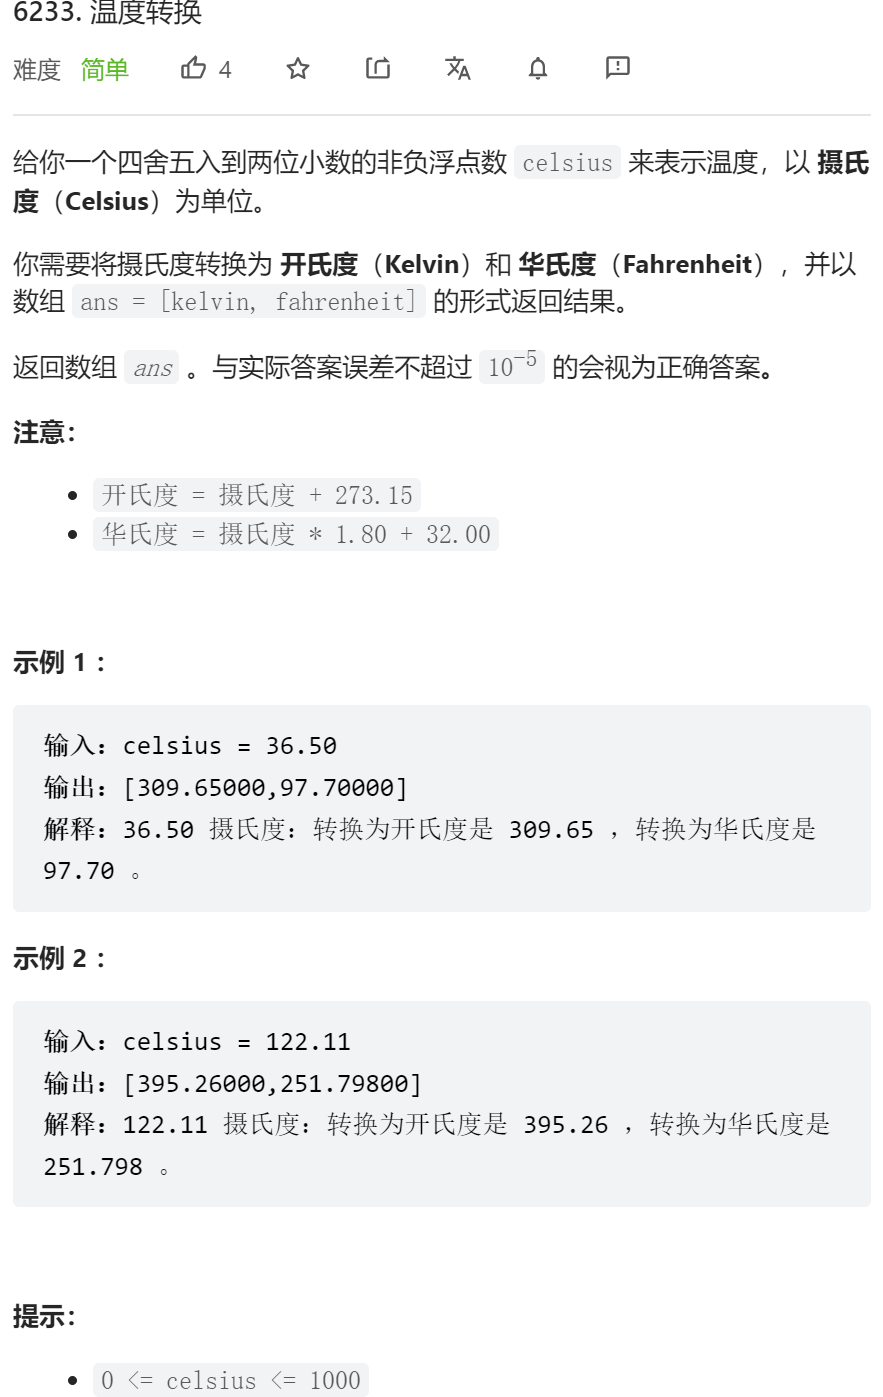 6233. 温度转换
难度 简单 4
给你一个四舍五入到两位小数的非负浮点数 celsius 来表示温度，以 摄氏
度（Celsius）为单位。
你需要将摄氏度转换为 开氏度（Kelvin）和 华氏度（Fahrenheit），并以
数组 ans = [kelvin, fahrenheit] 的形式返回结果。
返回数组 ans 。与实际答案误差不超过 10⁻⁵ 的会视为正确答案。
注意：
• 开氏度 = 摄氏度 + 273.15
• 华氏度 = 摄氏度 * 1.80 + 32.00
示例 1 ：
输入：celsius = 36.50
输出：[309.65000,97.70000]
解释：36.50 摄氏度：转换为开氏度是 309.65 ，转换为华氏度是
97.70 。
示例 2 ：
输入：celsius = 122.11
输出：[395.26000,251.79800]
解释：122.11 摄氏度：转换为开氏度是 395.26 ，转换为华氏度是
251.798 。
提示：
• 0 <= celsius <= 1000